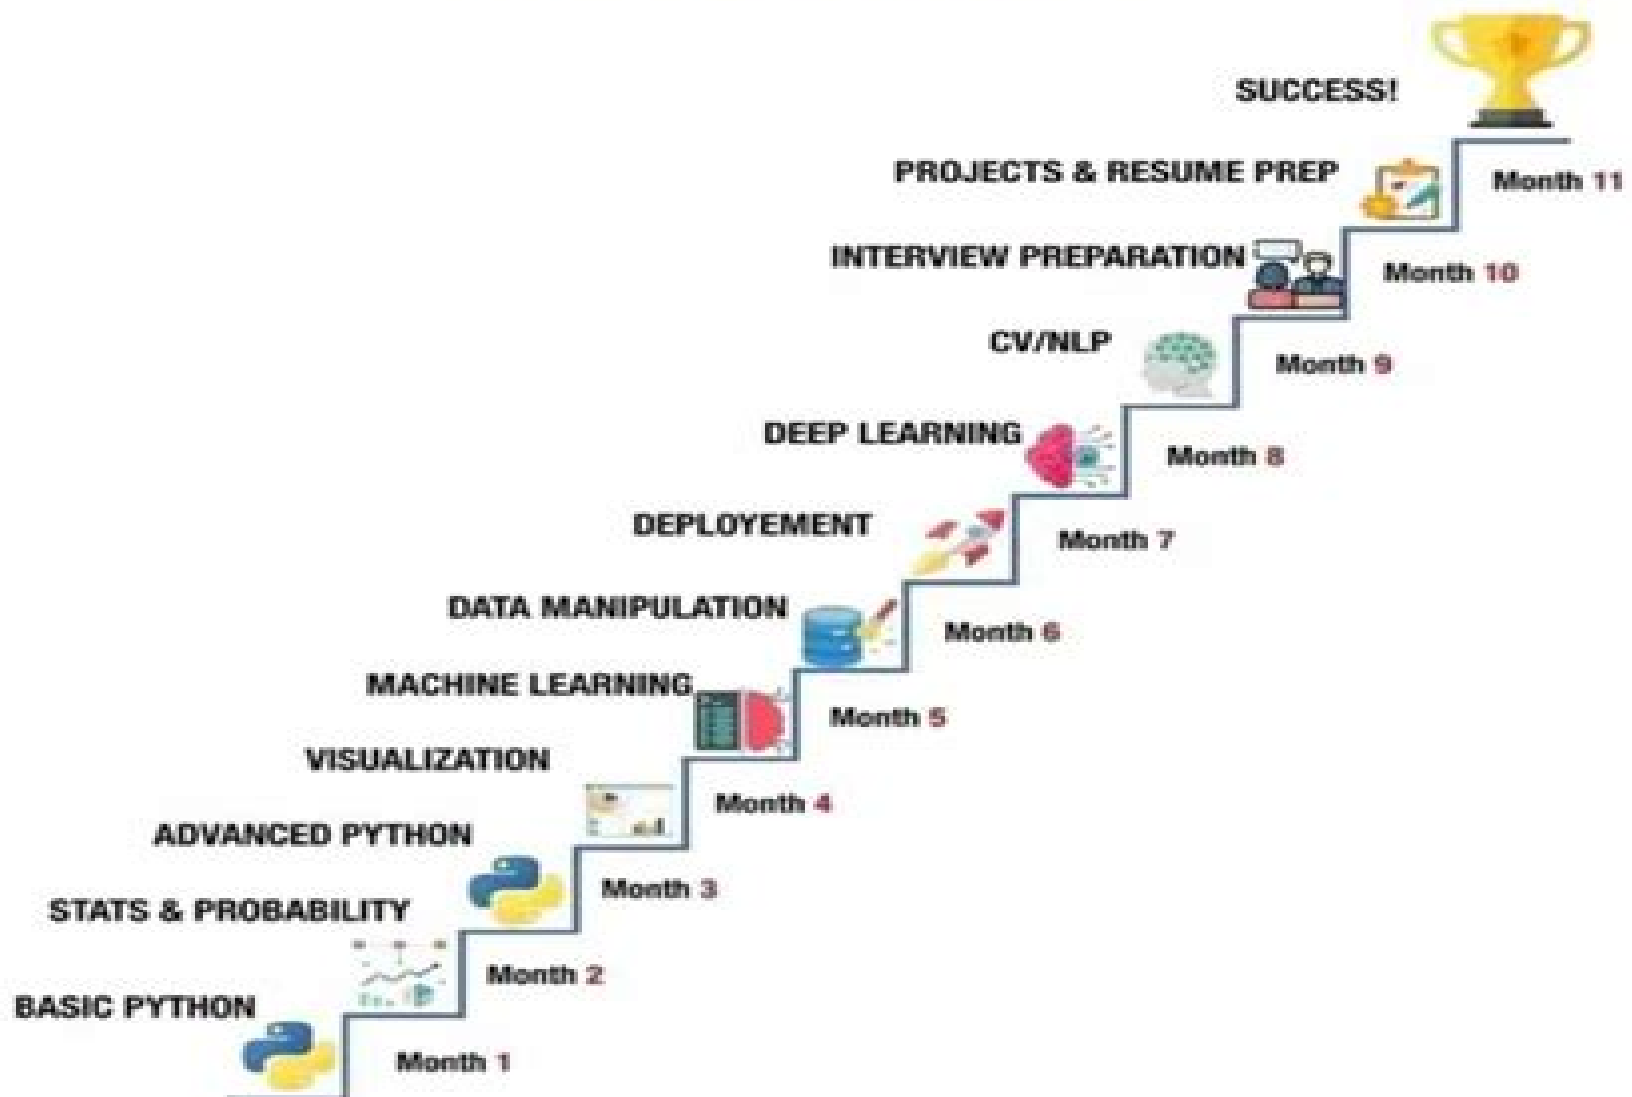 SUCCESS!
PROJECTS & RESUME PREP
Month 11
INTERVIEW PREPARATION
Month 10
CV/NLP
Month 9
DEEP LEARNING
Month 8
DEPLOYEMENT
Month 7
DATA MANIPULATION
Month 6
MACHINE LEARNING
Month 5
VISUALIZATION
Month 4
ADVANCED PYTHON
Month 3
STATS & PROBABILITY
Month 2
BASIC PYTHON
Month 1